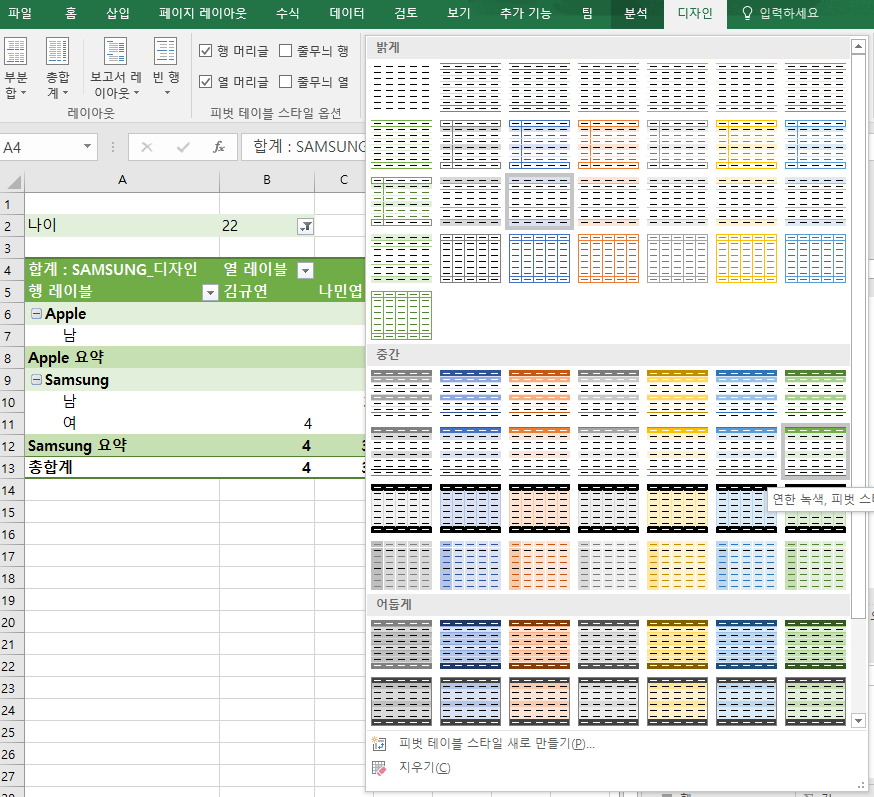 파일 홈 삽입 페이지 레이아웃 수식 데이터 검토 보기 추가 기능 팀 분석 디자인 입력하세요
부분합 총합계 보고서 레이아웃 빈 행
행 머리글 줄무늬 행
열 머리글 줄무늬 열
레이아웃 피벗 테이블 스타일 옵션
A4 fx 합계 : SAMSUNG
A B C
1
2 나이 22
3
4 합계 : SAMSUNG_디자인 열 레이블
5 행 레이블 김규연 나민엽
6 Apple
7 남
8 Apple 요약
9 Samsung
10 남
11 여 4
12 Samsung 요약 4
13 총합계 4
14
15
16
17
18
19
20
21
22
23
24
25
26
27
밝게
중간
연한 녹색, 피벗 스
어둡게
피벗 테이블 스타일 새로 만들기(P)...
지우기(C)